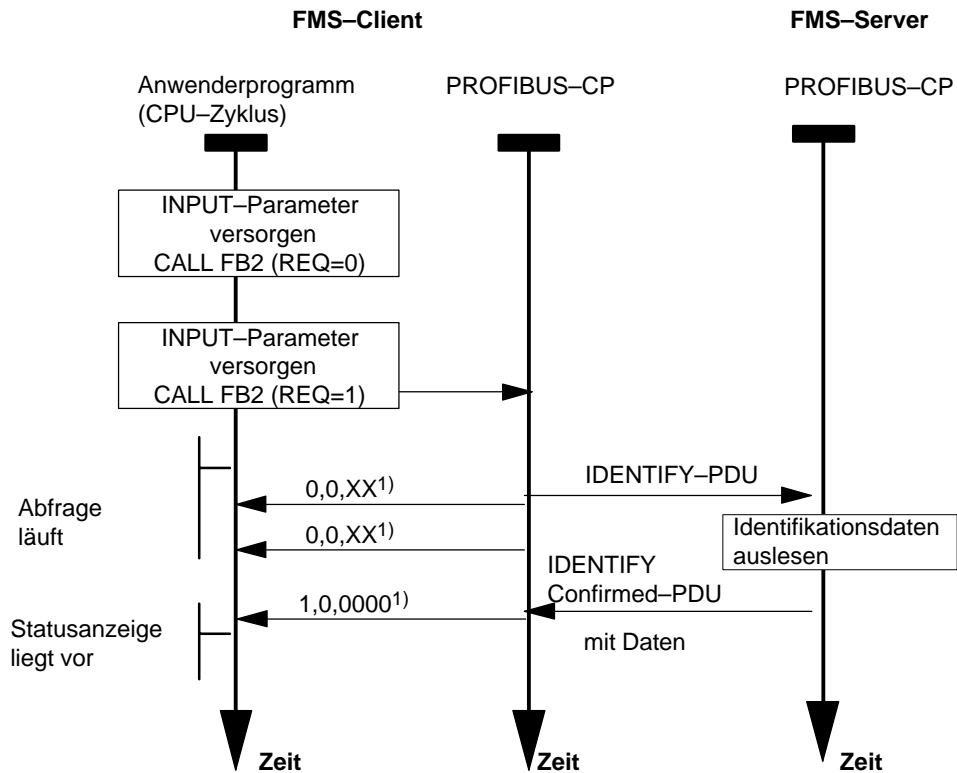 FMS–Client
FMS–Server
Anwenderprogramm
(CPU–Zyklus)
PROFIBUS–CP
PROFIBUS–CP
INPUT–Parameter
versorgen
CALL FB2 (REQ=0)
INPUT–Parameter
versorgen
CALL FB2 (REQ=1)
Abfrage
läuft
0,0,XX1)
IDENTIFY–PDU
0,0,XX1)
Identifikationsdaten
auslesen
IDENTIFY
Confirmed–PDU
mit Daten
1,0,00001)
Statusanzeige
liegt vor
Zeit
Zeit
Zeit